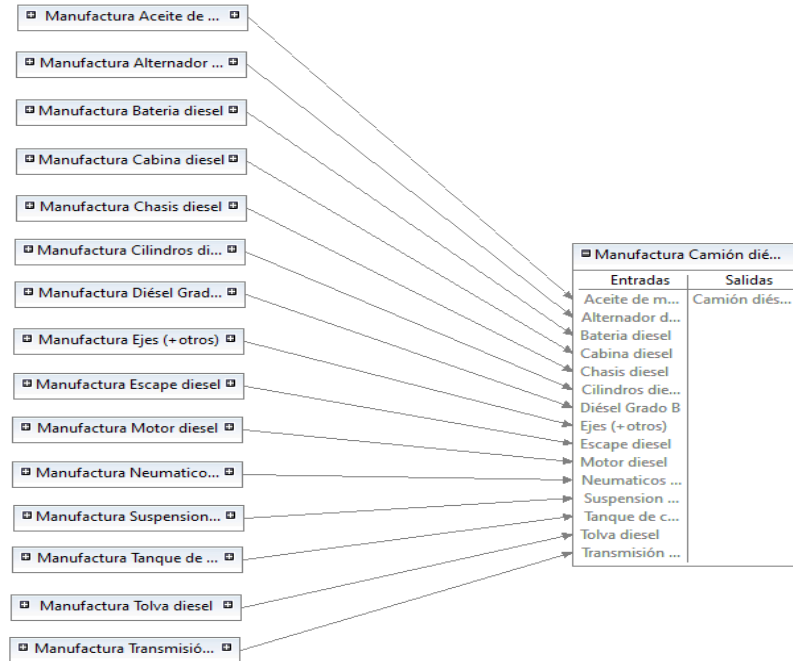 Manufactura Aceite de ...
Manufactura Alternador ...
Manufactura Bateria diesel
Manufactura Cabina diesel
Manufactura Chasis diesel
Manufactura Cilindros di...
Manufactura Diésel Grad...
Manufactura Ejes (+otros)
Manufactura Escape diesel
Manufactura Motor diesel
Manufactura Neumatico...
Manufactura Suspension...
Manufactura Tanque de ...
Manufactura Tolva diesel
Manufactura Transmisió...
Manufactura Camión dié...
Entradas Salidas
Aceite de m... Camión diés...
Alternador d...
Bateria diesel
Cabina diesel
Chasis diesel
Cilindros die...
Diésel Grado B
Ejes (+otros)
Escape diesel
Motor diesel
Neumaticos ...
Suspension ...
Tanque de c...
Tolva diesel
Transmisión ...